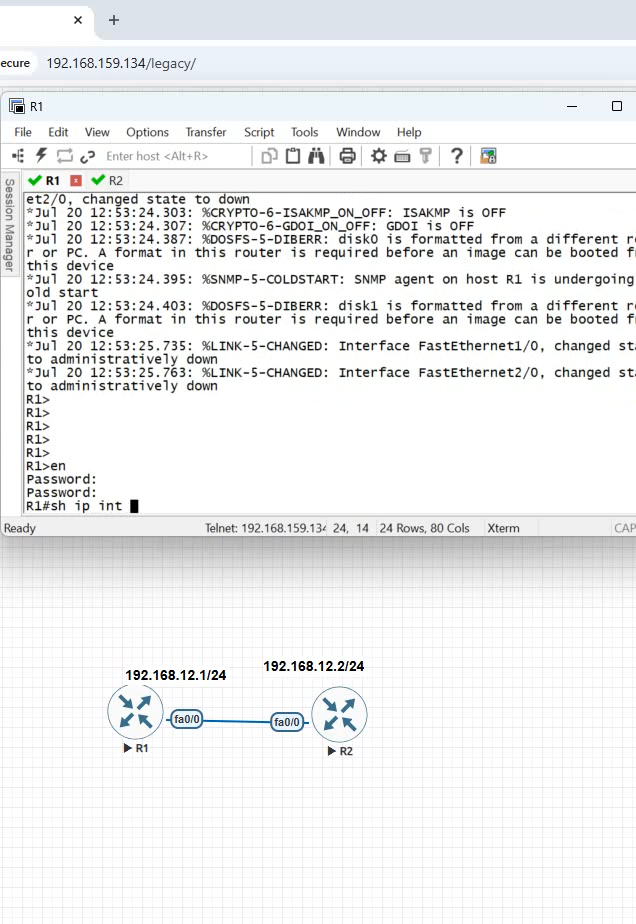 ecure 192.168.159.134/legacy/
R1
File Edit View Options Transfer Script Tools Window Help
Enter host <Alt+R>
Session Manager
R1 R2
et2/0, changed state to down
*Jul 20 12:53:24.303: %CRYPTO-6-ISAKMP_ON_OFF: ISAKMP is OFF
*Jul 20 12:53:24.307: %CRYPTO-6-GDOI_ON_OFF: GDOI is OFF
*Jul 20 12:53:24.387: %DOSFS-5-DIBERR: disk0 is formatted from a different ro
r or PC. A format in this router is required before an image can be booted f
this device
*Jul 20 12:53:24.395: %SNMP-5-COLDSTART: SNMP agent on host R1 is undergoing
old start
*Jul 20 12:53:24.403: %DOSFS-5-DIBERR: disk1 is formatted from a different ro
r or PC. A format in this router is required before an image can be booted f
this device
*Jul 20 12:53:25.735: %LINK-5-CHANGED: Interface FastEthernet1/0, changed sta
to administratively down
*Jul 20 12:53:25.763: %LINK-5-CHANGED: Interface FastEthernet2/0, changed sta
to administratively down
R1>
R1>
R1>
R1>
R1>
R1>en
Password:
Password:
R1#sh ip int
Ready Telnet: 192.168.159.134 24, 14 24 Rows, 80 Cols Xterm CAP
192.168.12.1/24 192.168.12.2/24
fa0/0 fa0/0
R1 R2